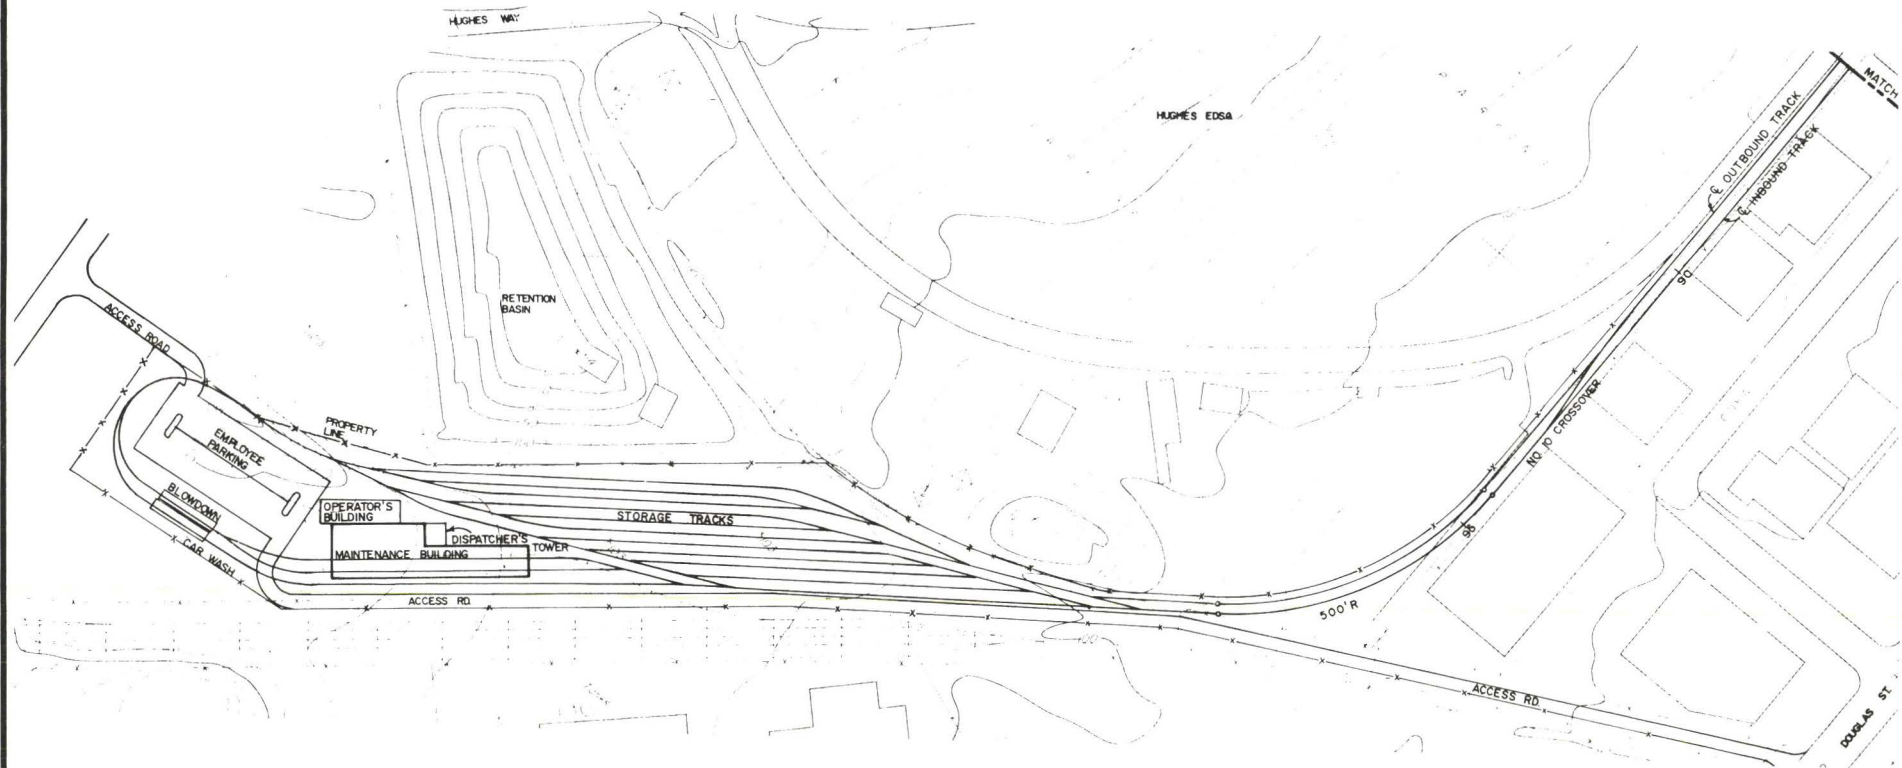 HUGHES WAY
HUGHES EDSG
MATCH
℄ OUTBOUND TRACK
℄ INBOUND TRACK
90
RETENTION
BASIN
ACCESS ROAD
PROPERTY
LINE
EMPLOYEE
PARKING
NO 10 CROSSOVER
BLOWDOWN
OPERATOR'S
BUILDING
STORAGE TRACKS
95
DISPATCHER'S
TOWER
MAINTENANCE BUILDING
CAR WASH
ACCESS RD.
500'R
100
ACCESS RD.
DOUGLAS ST.